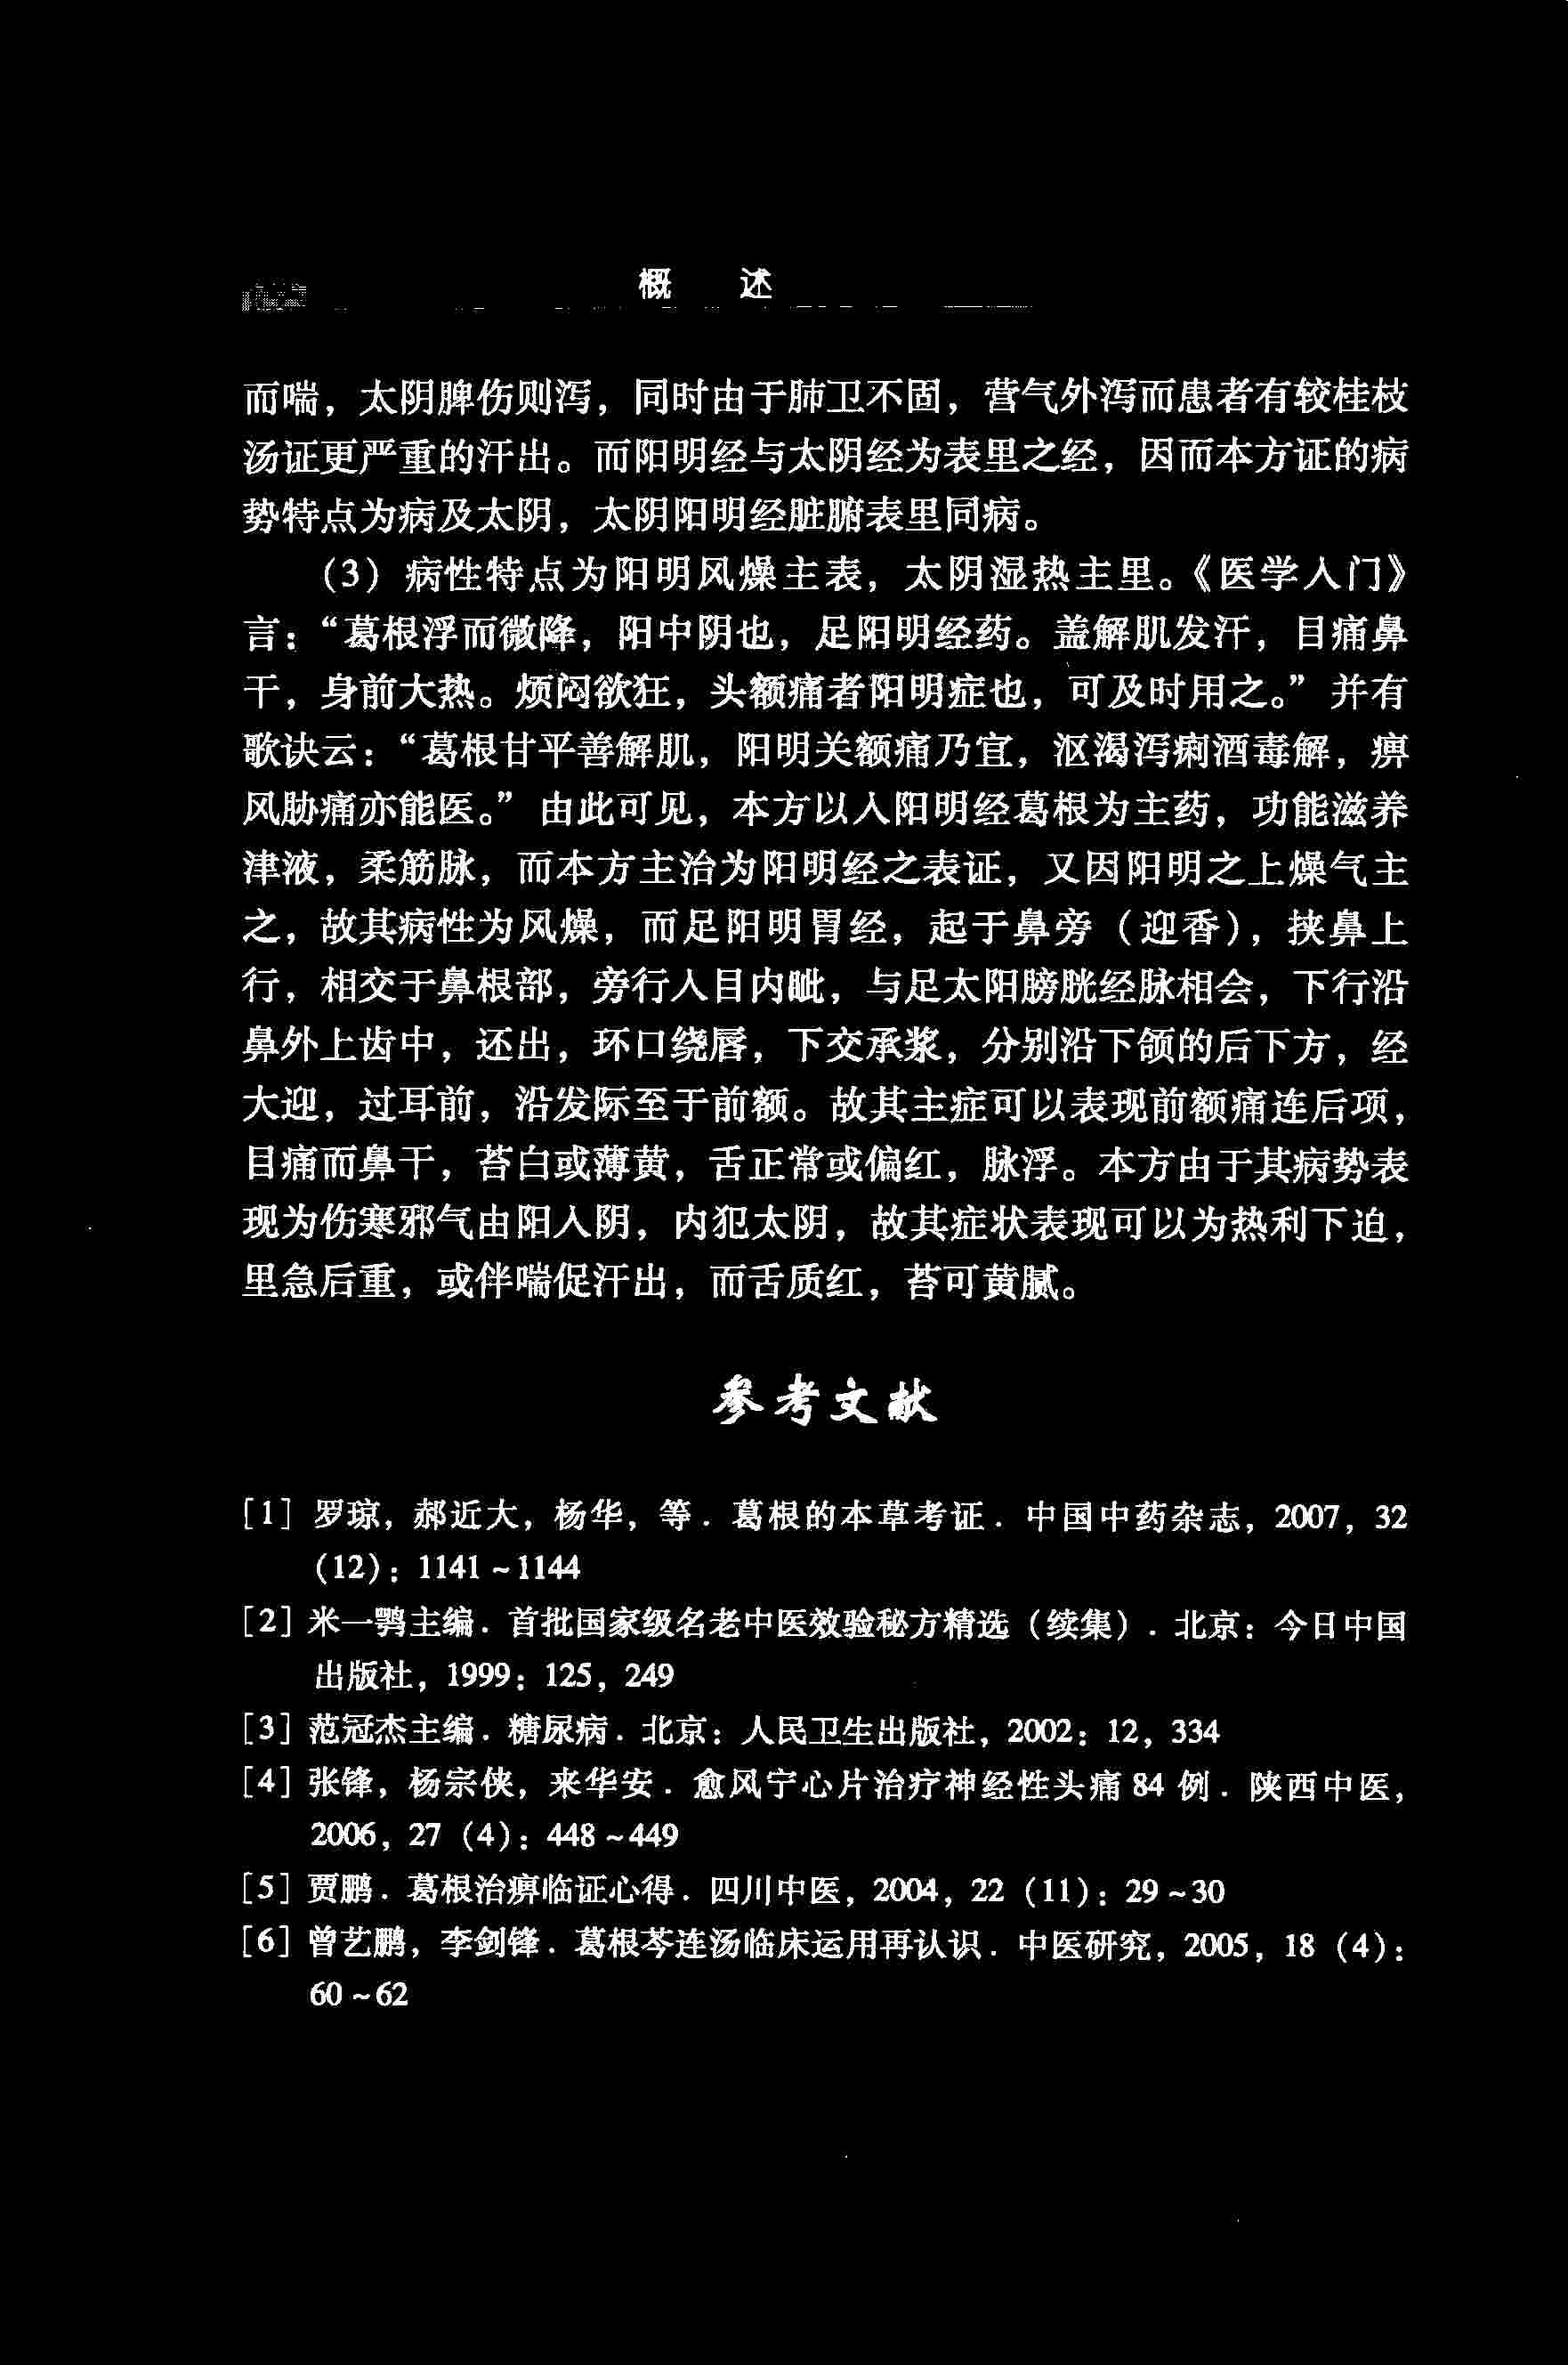 概 述
而喘，太阴脾伤则泻，同时由于肺卫不固，营气外泻而患者有较桂枝
汤证更严重的汗出。而阳明经与太阴经为表里之经，因而本方证的病
势特点为病及太阴，太阴阳明经脏腑表里同病。
（3）病性特点为阳明风燥主表，太阴湿热主里。《医学入门》
言：“葛根浮而微降，阳中阴也，足阳明经药。盖解肌发汗，目痛鼻
干，身前大热。烦闷欲狂，头额痛者阳明症也，可及时用之。”并有
歌诀云：“葛根甘平善解肌，阳明关额痛乃宜，沤渴泻痢酒毒解，痹
风胁痛亦能医。”由此可见，本方以入阳明经葛根为主药，功能滋养
津液，柔筋脉，而本方主治为阳明经之表证，又因阳明之上燥气主
之，故其病性为风燥，而足阳明胃经，起于鼻旁（迎香），挟鼻上
行，相交于鼻根部，旁行入目内眦，与足太阳膀胱经脉相会，下行沿
鼻外上齿中，还出，环口绕唇，下交承浆，分别沿下颌的后下方，经
大迎，过耳前，沿发际至于前额。故其主症可以表现前额痛连后项，
目痛而鼻干，苔白或薄黄，舌正常或偏红，脉浮。本方由于其病势表
现为伤寒邪气由阳入阴，内犯太阴，故其症状表现可以为热利下迫，
里急后重，或伴喘促汗出，而舌质红，苔可黄腻。
参考文献
［1］罗琼，郝近大，杨华，等．葛根的本草考证．中国中药杂志，2007，32
（12）：1141～1144
［2］米一鹗主编．首批国家级名老中医效验秘方精选（续集）．北京：今日中国
出版社，1999：125，249
［3］范冠杰主编．糖尿病．北京：人民卫生出版社，2002：12，334
［4］张锋，杨宗侠，来华安．愈风宁心片治疗神经性头痛84例．陕西中医，
2006，27（4）：448～449
［5］贾鹏．葛根治痹临证心得．四川中医，2004，22（11）：29～30
［6］曾艺鹏，李剑锋．葛根芩连汤临床运用再认识．中医研究，2005，18（4）：
60～62